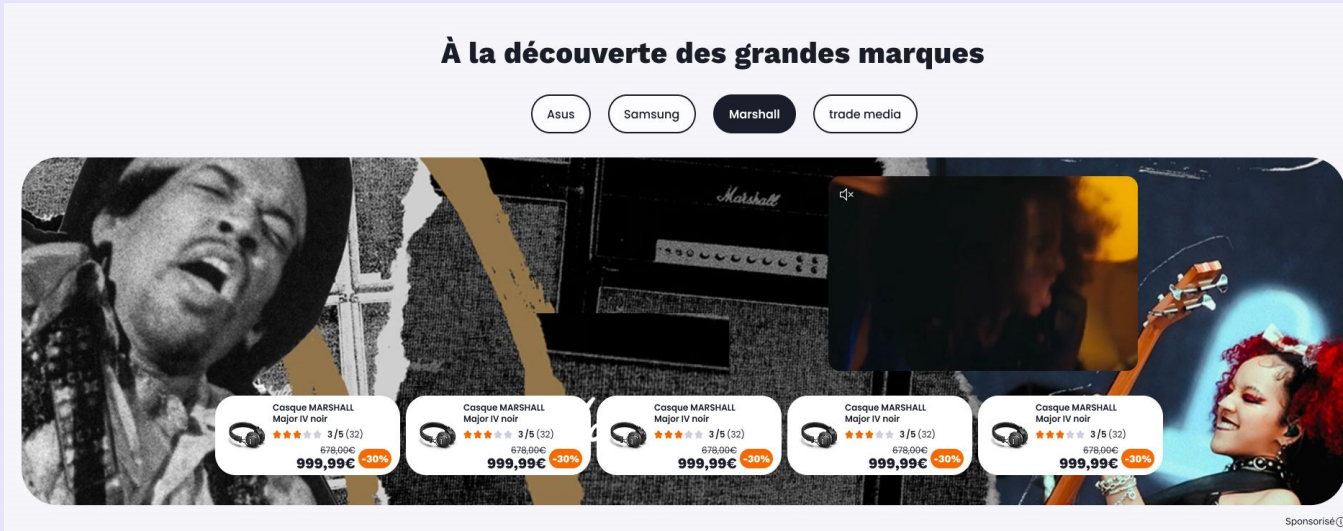 À la découverte des grandes marques
Asus
Samsung
Marshall
trade media
Marshall
Casque MARSHALL
Major IV noir
3/5 (32)
678,00€
999,99€
-30%
Casque MARSHALL
Major IV noir
3/5 (32)
678,00€
999,99€
-30%
Casque MARSHALL
Major IV noir
3/5 (32)
678,00€
999,99€
-30%
Casque MARSHALL
Major IV noir
3/5 (32)
678,00€
999,99€
-30%
Casque MARSHALL
Major IV noir
3/5 (32)
678,00€
999,99€
-30%
Sponsorisé